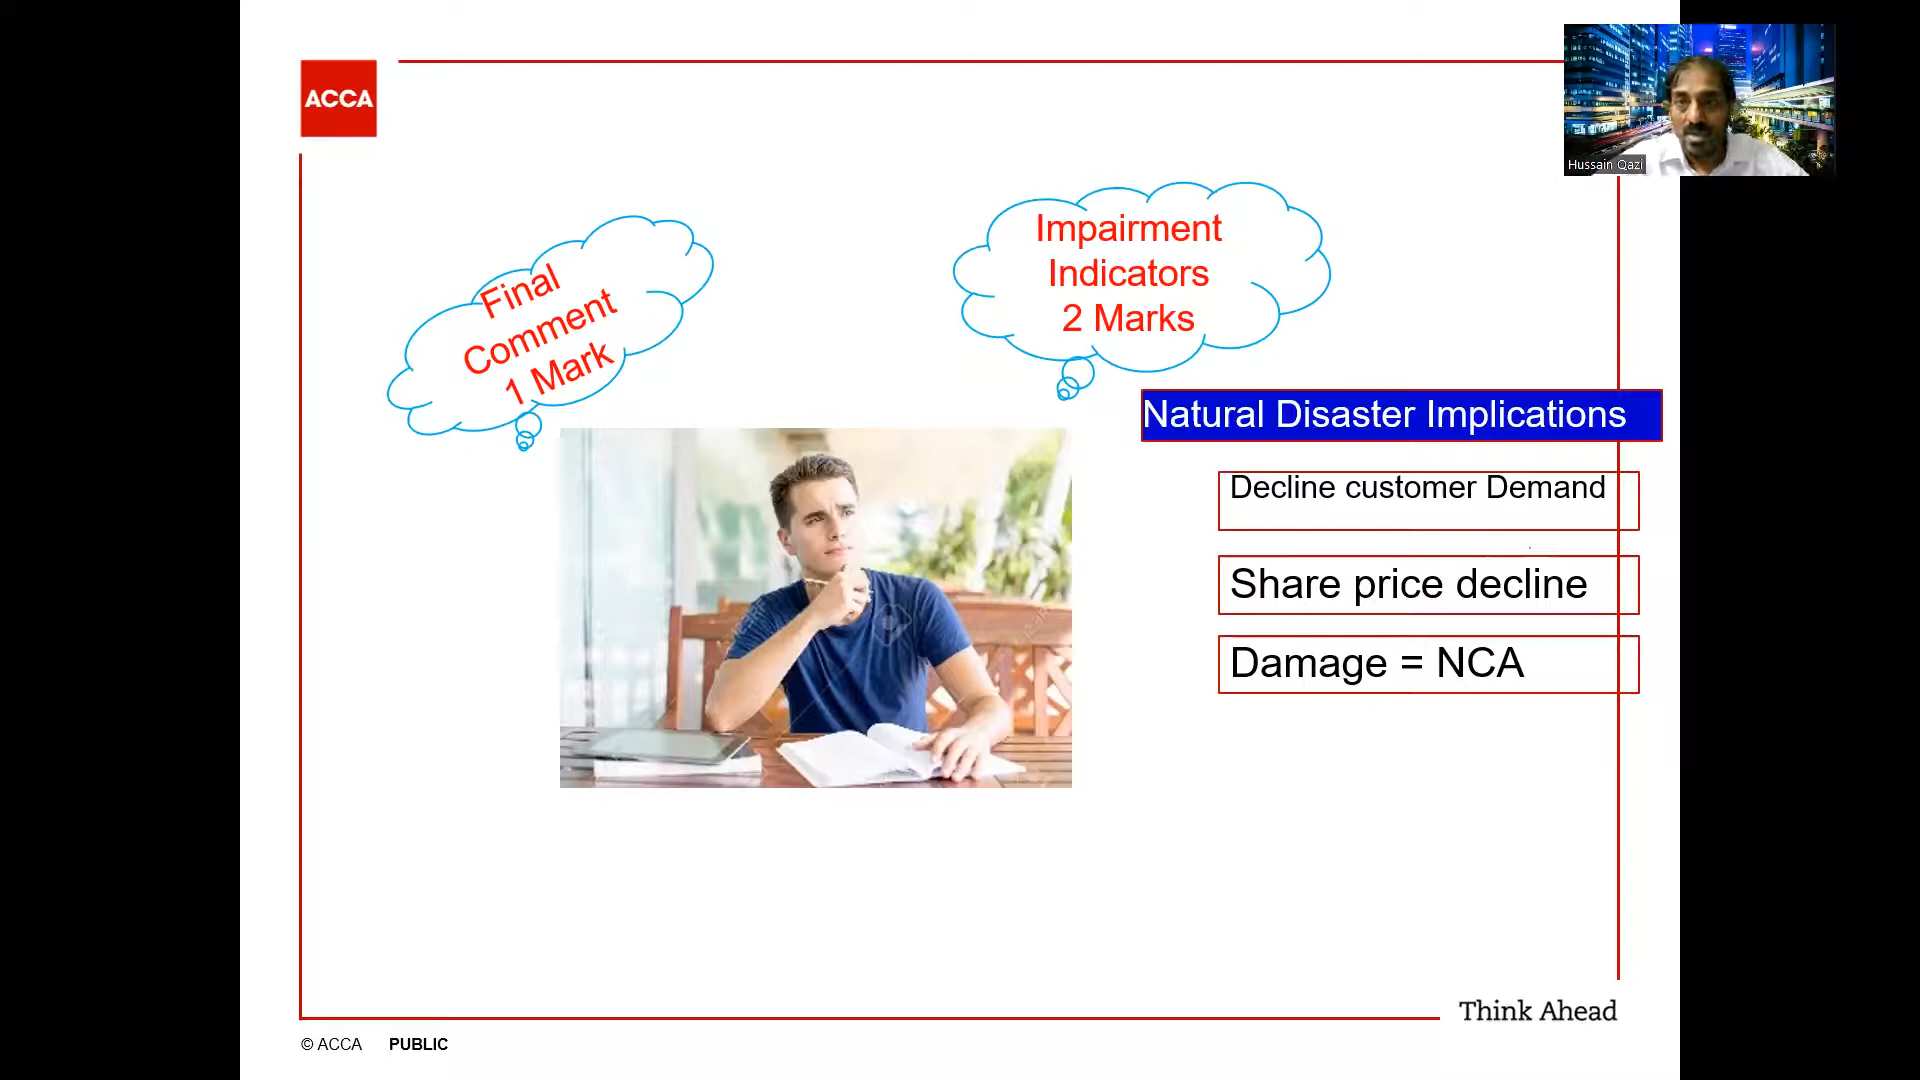 ACCA
Hussain Qazi
Final
Comment
1 Mark
Impairment
Indicators
2 Marks
Natural Disaster Implications
Decline customer Demand
Share price decline
Damage = NCA
Think Ahead
© ACCA PUBLIC